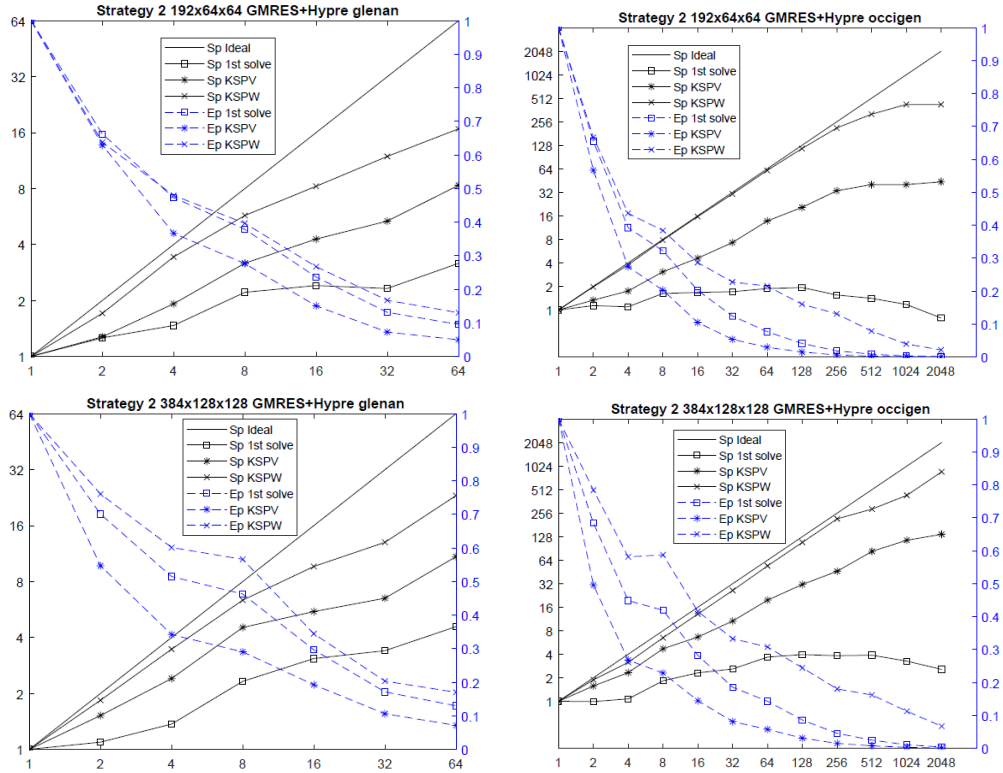 Strategy 2 192x64x64 GMRES+Hypre glenan
64
32
16
8
4
2
1
Sp Ideal
Sp 1st solve
Sp KSPV
Sp KSPW
Ep 1st solve
Ep KSPV
Ep KSPW
1
0.9
0.8
0.7
0.6
0.5
0.4
0.3
0.2
0.1
0
1 2 4 8 16 32 64
Strategy 2 192x64x64 GMRES+Hypre occigen
2048
1024
512
256
128
64
32
16
8
4
2
1
Sp Ideal
Sp 1st solve
Sp KSPV
Sp KSPW
Ep 1st solve
Ep KSPV
Ep KSPW
1
0.9
0.8
0.7
0.6
0.5
0.4
0.3
0.2
0.1
0
1 2 4 8 16 32 64 128 256 512 1024 2048
Strategy 2 384x128x128 GMRES+Hypre glenan
64
32
16
8
4
2
1
Sp Ideal
Sp 1st solve
Sp KSPV
Sp KSPW
Ep 1st solve
Ep KSPV
Ep KSPW
1
0.9
0.8
0.7
0.6
0.5
0.4
0.3
0.2
0.1
0
1 2 4 8 16 32 64
Strategy 2 384x128x128 GMRES+Hypre occigen
2048
1024
512
256
128
64
32
16
8
4
2
1
Sp Ideal
Sp 1st solve
Sp KSPV
Sp KSPW
Ep 1st solve
Ep KSPV
Ep KSPW
1
0.9
0.8
0.7
0.6
0.5
0.4
0.3
0.2
0.1
0
1 2 4 8 16 32 64 128 256 512 1024 2048